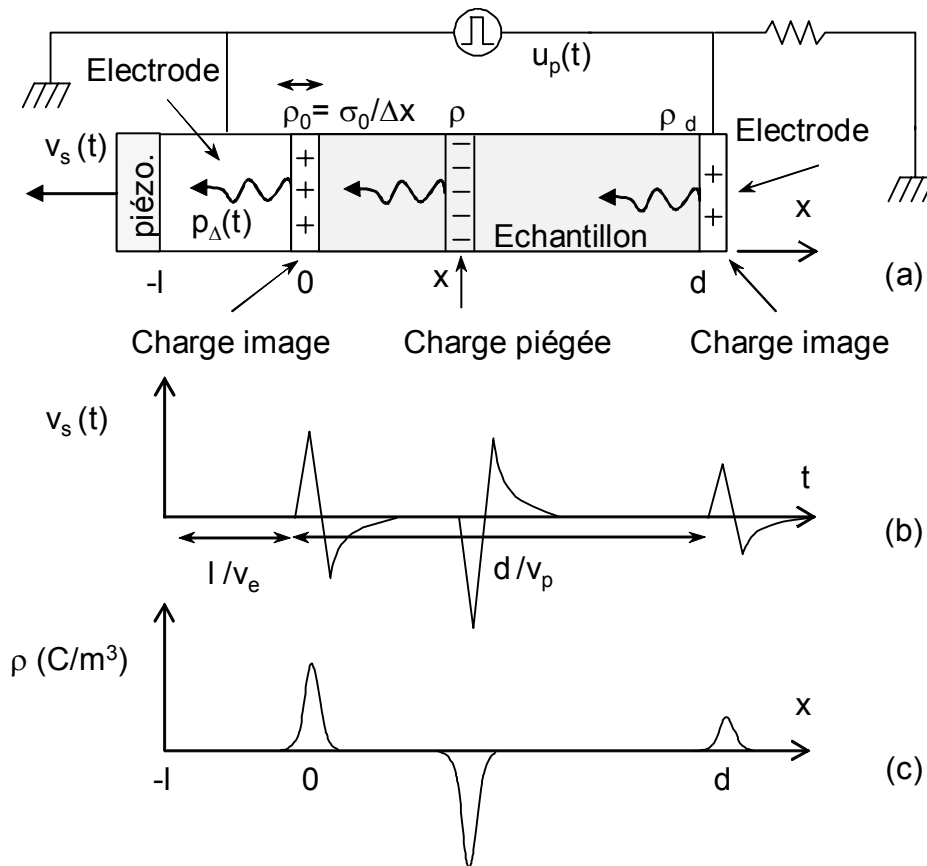 u_p(t)
Electrode
ρ_0 = σ_0/Δx
ρ
ρ_d
Electrode
v_s(t)
piézo.
p_Δ(t)
+ + +
− − − − −
+ +
Echantillon
x
-l
0
x
d
(a)
Charge image
Charge piégée
Charge image
v_s(t)
t
(b)
l/v_e
d/v_p
ρ (C/m³)
x
-l
0
d
(c)